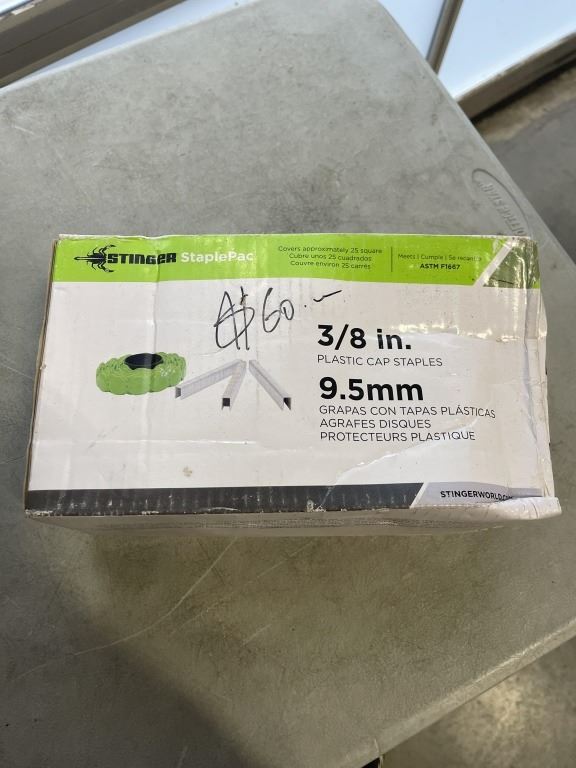 STINGER StaplePac
Covers approximately 25 square
Cubre unos 25 cuadrados
Couvre environ 25 carrés
Meets | Cumple | Se
ASTM F1667
$60.—
3/8 in.
PLASTIC CAP STAPLES
9.5mm
GRAPAS CON TAPAS PLÁSTICAS
AGRAFES DISQUES
PROTECTEURS PLASTIQUE
STINGERWORLD.